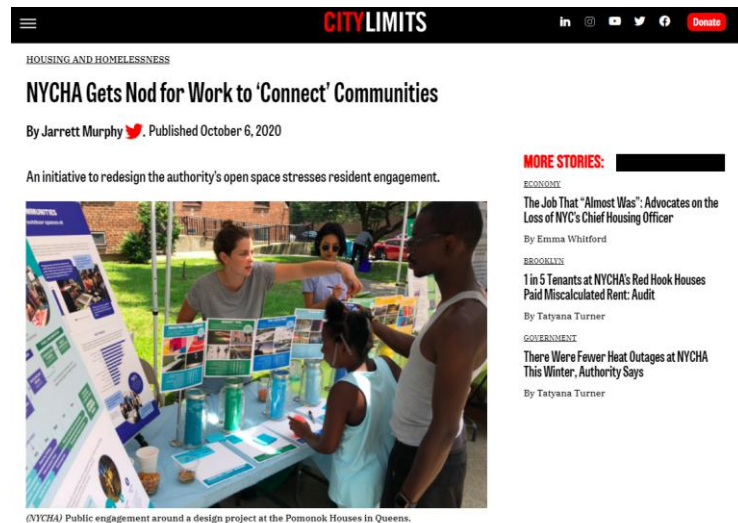 CITYLIMITS
Donate
HOUSING AND HOMELESSNESS
NYCHA Gets Nod for Work to ‘Connect’ Communities
By Jarrett Murphy . Published October 6, 2020
An initiative to redesign the authority's open space stresses resident engagement.
(NYCHA) Public engagement around a design project at the Pomonok Houses in Queens.
MORE STORIES:
ECONOMY
The Job That “Almost Was”: Advocates on the
Loss of NYC’s Chief Housing Officer
By Emma Whitford
BROOKLYN
1 in 5 Tenants at NYCHA’s Red Hook Houses
Paid Miscalculated Rent: Audit
By Tatyana Turner
GOVERNMENT
There Were Fewer Heat Outages at NYCHA
This Winter, Authority Says
By Tatyana Turner